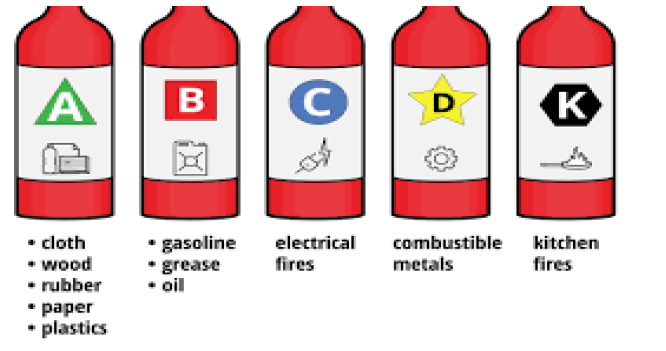 A
B
C
D
K
• cloth
• wood
• rubber
• paper
• plastics
• gasoline
• grease
• oil
electrical
fires
combustible
metals
kitchen
fires